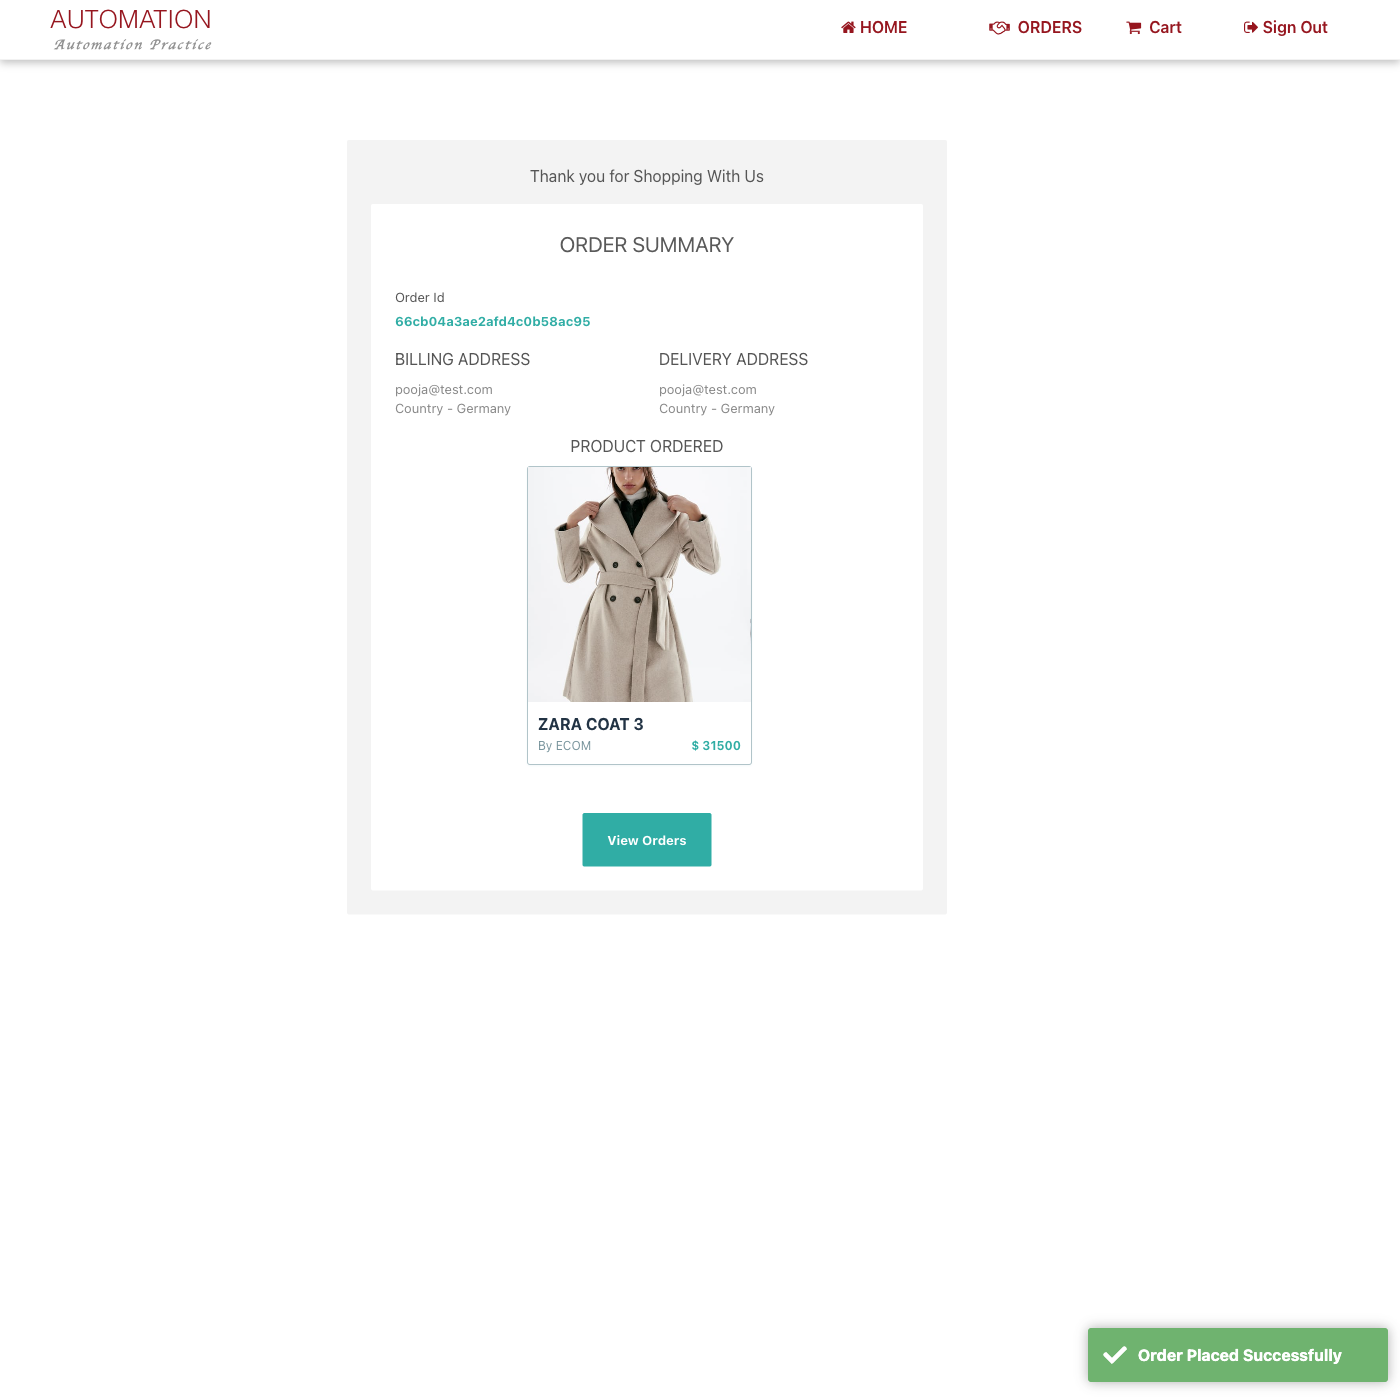 AUTOMATION
Automation Practice
HOME
ORDERS
Cart
Sign Out
Thank you for Shopping With Us
ORDER SUMMARY
Order Id
66cb04a3ae2afd4c0b58ac95
BILLING ADDRESS
pooja@test.com
Country - Germany
DELIVERY ADDRESS
pooja@test.com
Country - Germany
PRODUCT ORDERED
ZARA COAT 3
By ECOM
$ 31500
View Orders
Order Placed Successfully